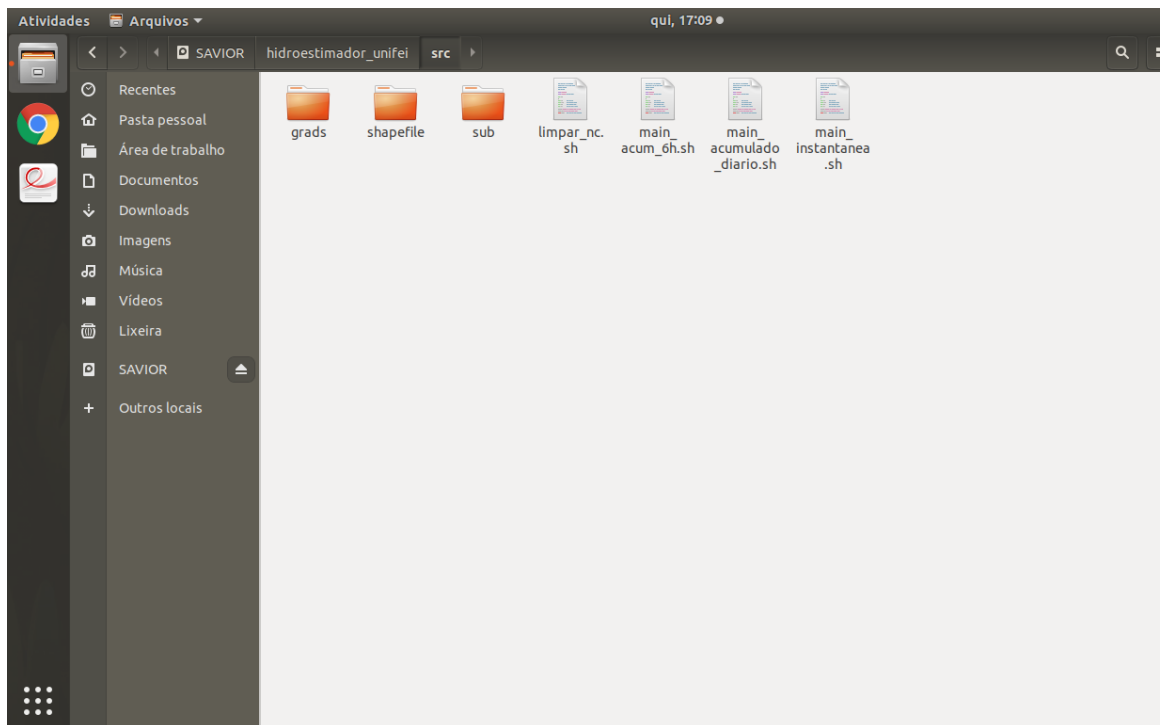 Atividades Arquivos qui, 17:09
SAVIOR hidroestimador_unifei src
Recentes
Pasta pessoal
Área de trabalho
Documentos
Downloads
Imagens
Música
Vídeos
Lixeira
SAVIOR
Outros locais
grads shapefile sub limpar_nc. main_ main_ main_
sh acum_6h.sh acumulado instantanea
_diario.sh .sh